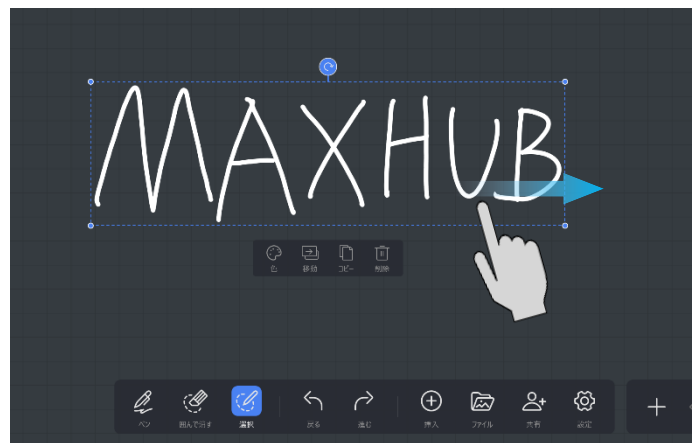 MAXHUB
色 移動 コピー 削除
ペン 囲んで消す 選択 戻る 進む 挿入 ファイル 共有 設定